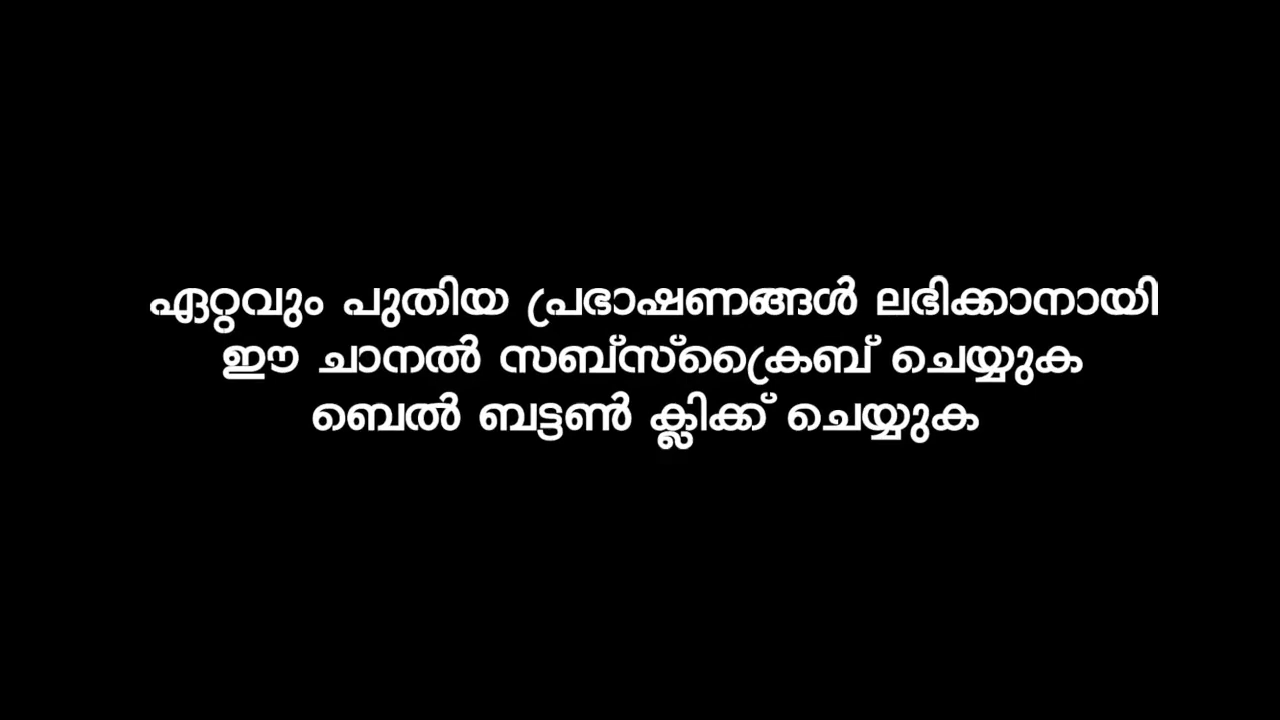 ഏറ്റവും പുതിയ പ്രഭാഷണങ്ങൾ ലഭിക്കാനായി
ഈ ചാനൽ സബ്സ്ക്രൈബ് ചെയ്യുക
ബെൽ ബട്ടൺ ക്ലിക്ക് ചെയ്യുക